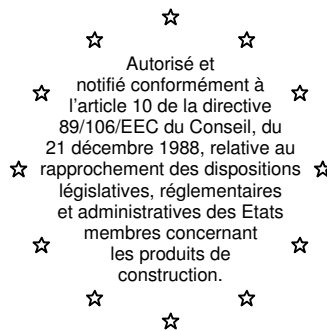 Autorisé et
notifié conformément à
l'article 10 de la directive
89/106/EEC du Conseil, du
21 décembre 1988, relative au
rapprochement des dispositions
législatives, réglementaires
et administratives des Etats
membres concernant
les produits de
construction.